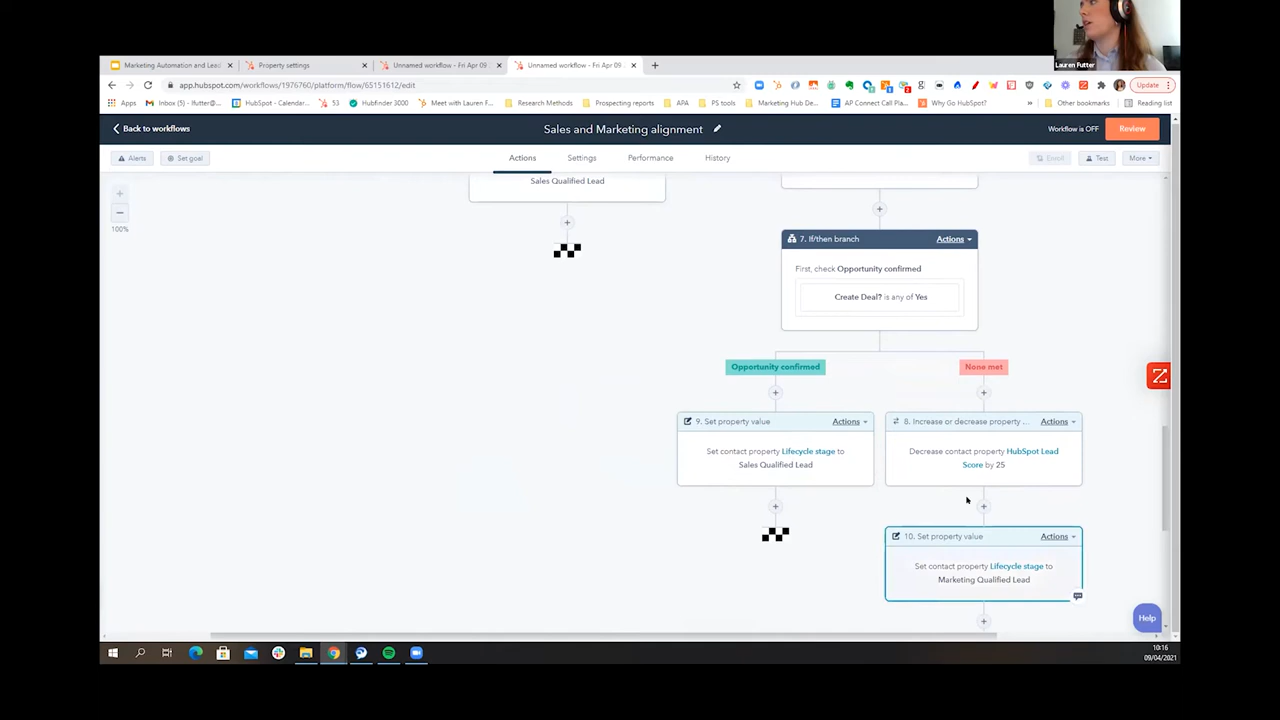 Lauren Futter
Marketing Automation and Lead
Property settings
Unnamed workflow - Fri Apr 09
Unnamed workflow - Fri Apr 09
app.hubspot.com/workflows/1976760/platform/flow/55151612/edit
Update
Apps
Inbox (5) - lfutter@...
HubSpot - Calendar...
53
Hubfinder 3000
Meet with Lauren F...
Research Methods
Prospecting reports
APA
PS tools
Marketing Hub De...
AP Connect Call Pla...
Why Go HubSpot?
Other bookmarks
Reading list
Back to workflows
Sales and Marketing alignment
Workflow is OFF
Review
Alerts
Set goal
Actions
Settings
Performance
History
Enroll
Test
More
100%
Sales Qualified Lead
7. If/then branch
Actions
First, check Opportunity confirmed
Create Deal? is any of Yes
Opportunity confirmed
None met
9. Set property value
Actions
Set contact property Lifecycle stage to
Sales Qualified Lead
8. Increase or decrease property ...
Actions
Decrease contact property HubSpot Lead
Score by 25
10. Set property value
Actions
Set contact property Lifecycle stage to
Marketing Qualified Lead
Help
10:16
09/04/2021